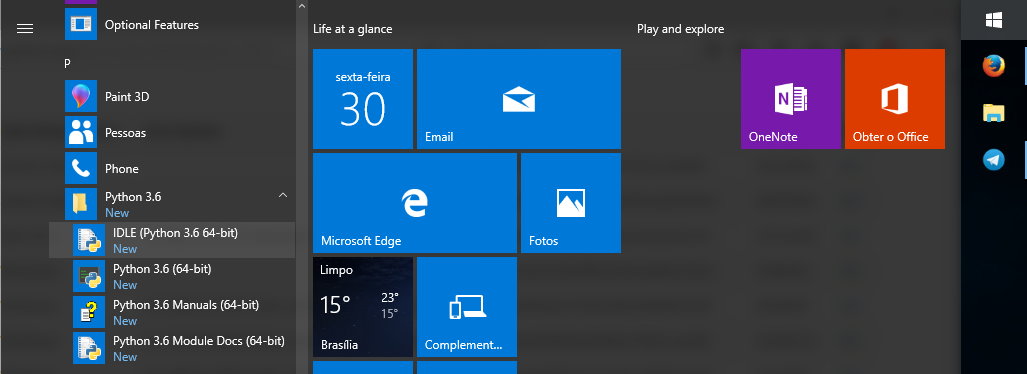 Optional Features
P
Paint 3D
Pessoas
Phone
Python 3.6
New
IDLE (Python 3.6 64-bit)
New
Python 3.6 (64-bit)
New
Python 3.6 Manuals (64-bit)
New
Python 3.6 Module Docs (64-bit)
New
Life at a glance
sexta-feira
30
Email
Microsoft Edge
Fotos
Limpo
15° 23°
15°
Brasília
Complement...
Play and explore
N
OneNote
Obter o Office